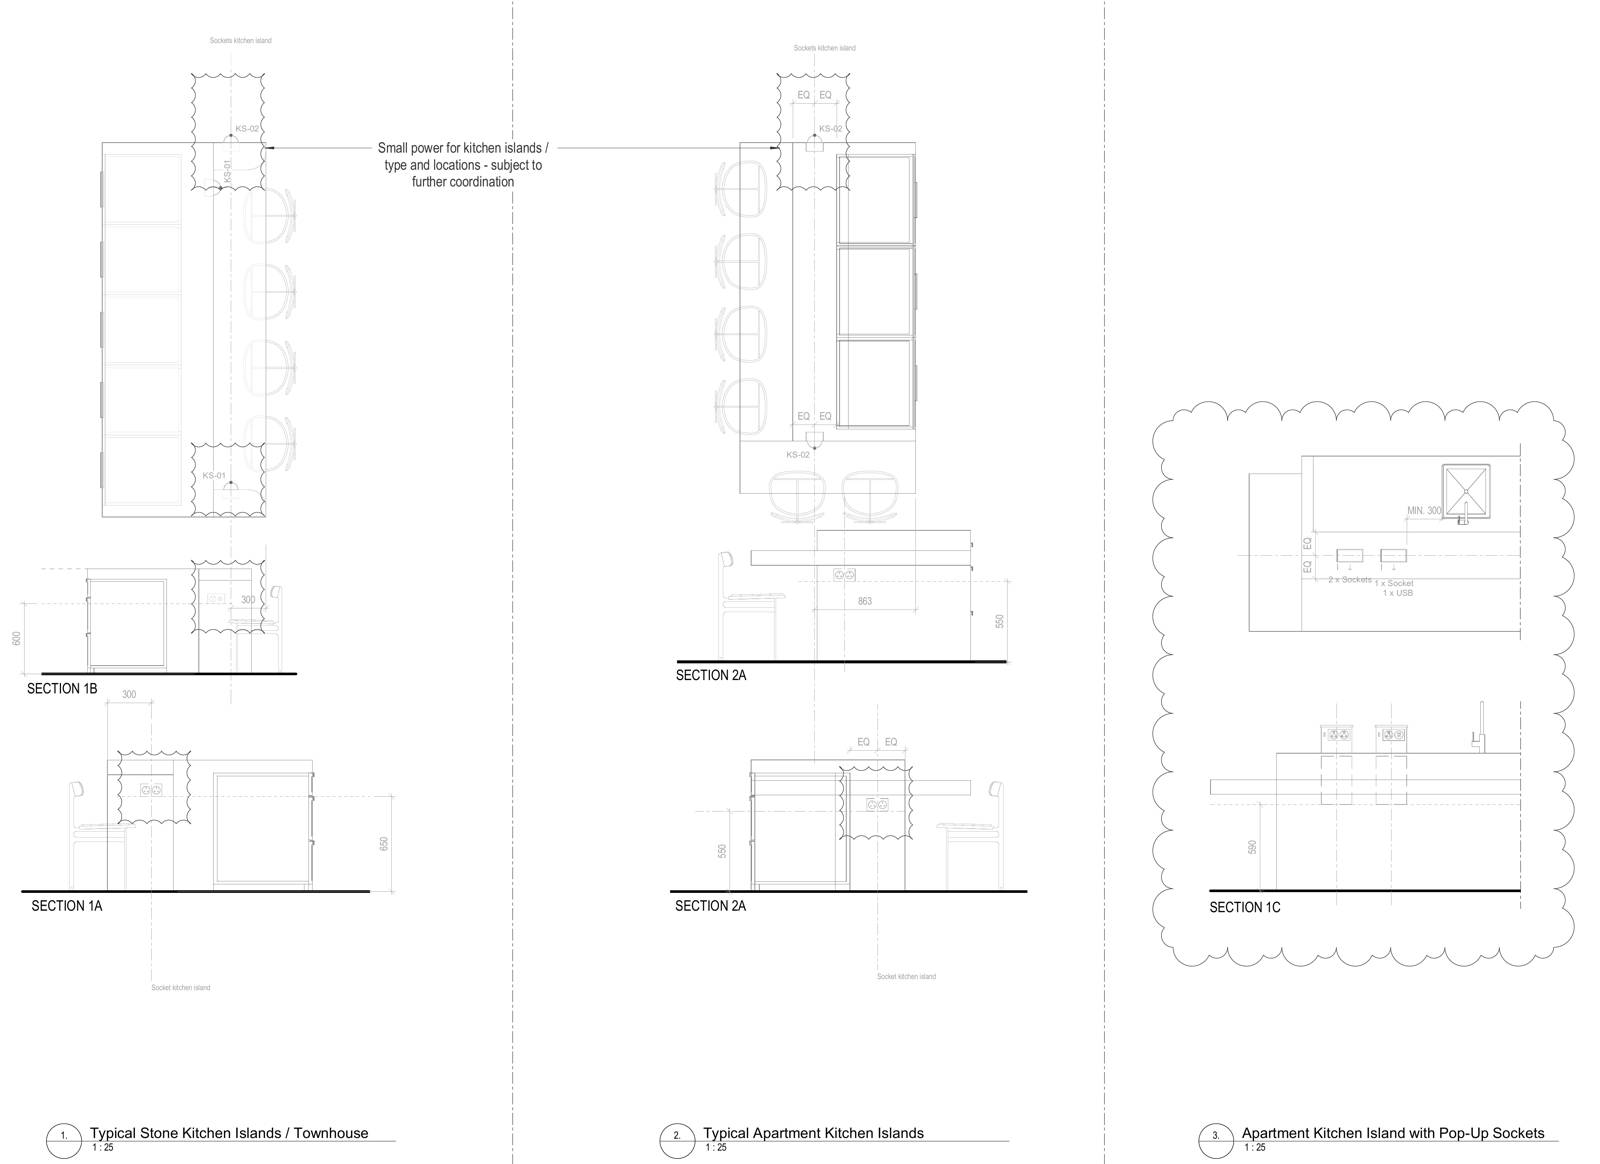 Sockets kitchen island
KS-02
KS-01
KS-01
300
600
SECTION 1B
300
650
SECTION 1A
Socket kitchen island
1. Typical Stone Kitchen Islands / Townhouse
1 : 25
Small power for kitchen islands /
type and locations - subject to
further coordination
Sockets kitchen island
EQ EQ
KS-02
EQ EQ
KS-02
863
550
SECTION 2A
EQ EQ
550
SECTION 2A
Socket kitchen island
2. Typical Apartment Kitchen Islands
1 : 25
MIN. 300
EQ
EQ
2 x Sockets
1 x Socket
1 x USB
590
SECTION 1C
3. Apartment Kitchen Island with Pop-Up Sockets
1 : 25